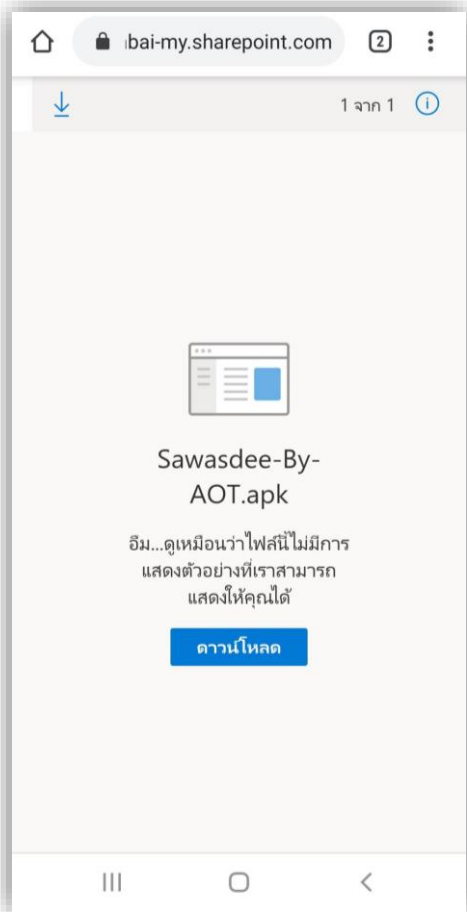 ıbai-my.sharepoint.com
2
1 จาก 1
Sawasdee-By-
AOT.apk
อืม...ดูเหมือนว่าไฟล์นี้ไม่มีการ
แสดงตัวอย่างที่เราสามารถ
แสดงให้คุณได้
ดาวน์โหลด